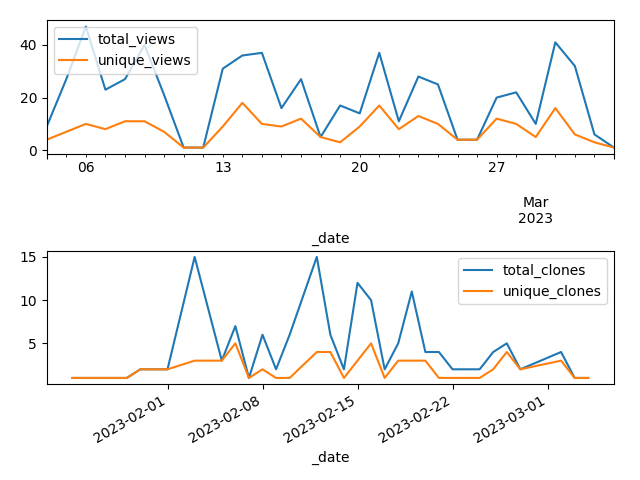 40
20
0
total_views
unique_views
06
13
20
27
Mar
2023
_date
15
10
5
total_clones
unique_clones
2023-02-01
2023-02-08
2023-02-15
2023-02-22
2023-03-01
_date